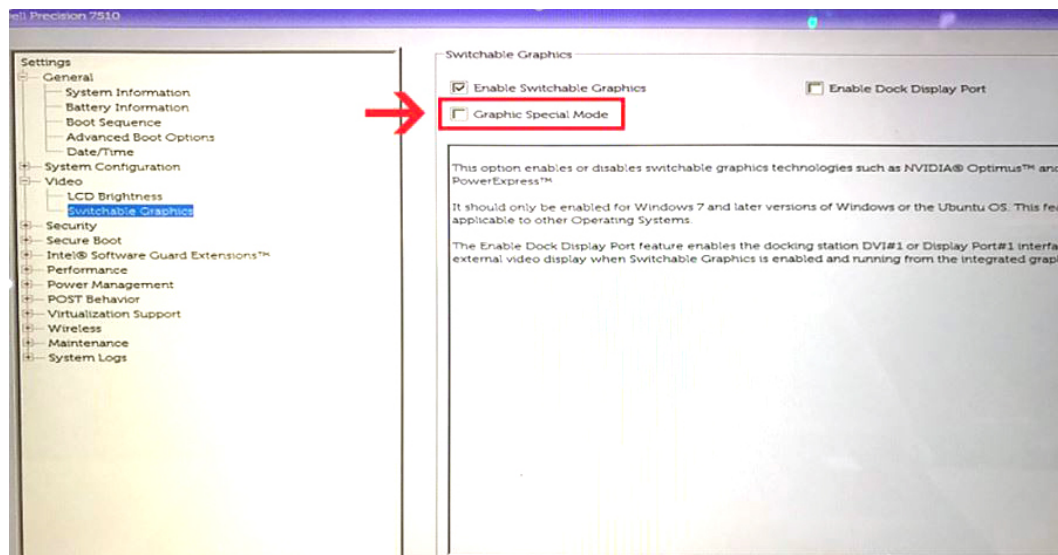 ell Precision 7510
Settings
General
System Information
Battery Information
Boot Sequence
Advanced Boot Options
Date/Time
System Configuration
Video
LCD Brightness
Switchable Graphics
Security
Secure Boot
Intel® Software Guard Extensions™
Performance
Power Management
POST Behavior
Virtualization Support
Wireless
Maintenance
System Logs
Switchable Graphics
Enable Switchable Graphics
Enable Dock Display Port
Graphic Special Mode
This option enables or disables switchable graphics technologies such as NVIDIA® Optimus™ and
PowerExpress™
It should only be enabled for Windows 7 and later versions of Windows or the Ubuntu OS. This fea
applicable to other Operating Systems.
The Enable Dock Display Port feature enables the docking station DVI#1 or Display Port#1 interfa
external video display when Switchable Graphics is enabled and running from the integrated grap